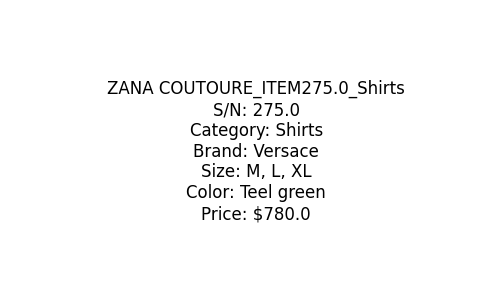 ZANA COUTOURE_ITEM275.0_Shirts
S/N: 275.0
Category: Shirts
Brand: Versace
Size: M, L, XL
Color: Teel green
Price: $780.0